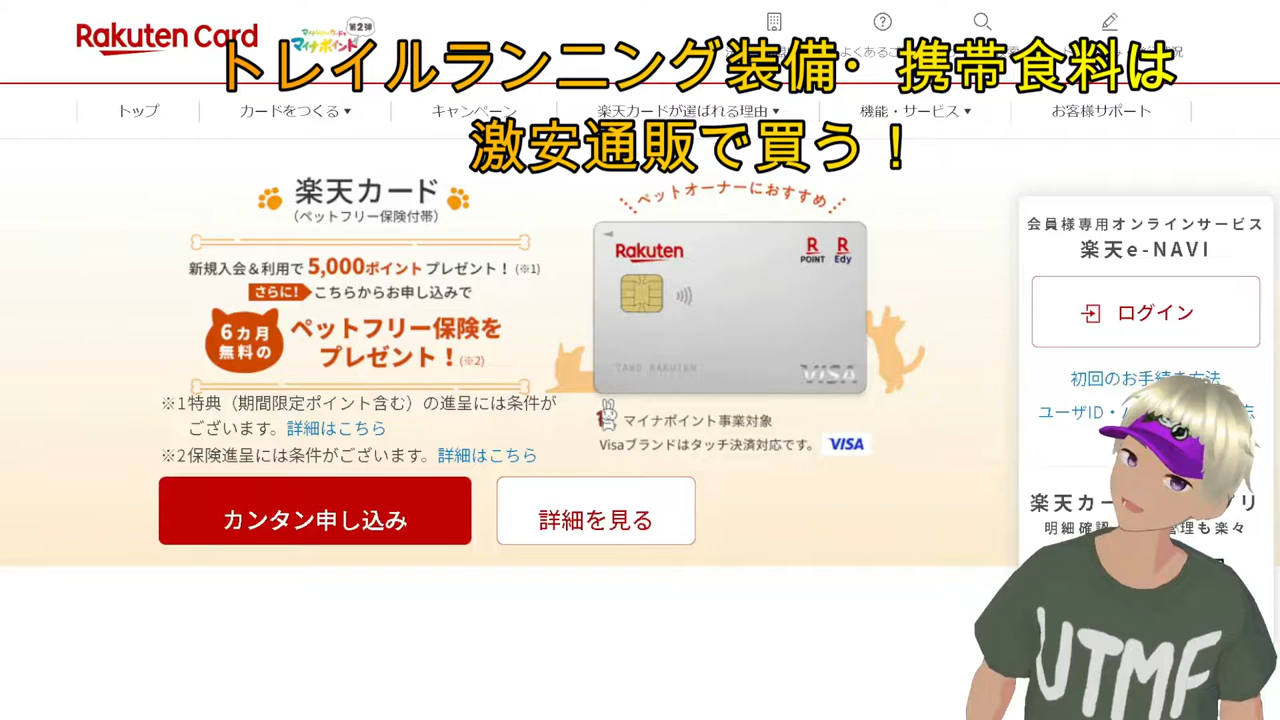 Rakuten Card
第2弾
マイナポイント
トレイルランニング装備・携帯食料は
激安通販で買う！
トップ
カードをつくる▼
キャンペーン
楽天カードが選ばれる理由▼
機能・サービス▼
お客様サポート
楽天カード
（ペットフリー保険付帯）
新規入会＆利用で5,000ポイントプレゼント！(※1)
さらに！こちらからお申し込みで
6カ月
無料の
ペットフリー保険を
プレゼント！(※2)
※1特典（期間限定ポイント含む）の進呈には条件が
ございます。詳細はこちら
※2保険進呈には条件がございます。詳細はこちら
カンタン申し込み
詳細を見る
ペットオーナーにおすすめ
Rakuten
R POINT
R Edy
TARO RAKUTEN
VISA
マイナポイント事業対象
Visaブランドはタッチ決済対応です。
VISA
会員様専用オンラインサービス
楽天e-NAVI
ログイン
初回のお手続き方法
ユーザID・
楽天カー
明細確認
管理も楽々
UTMF